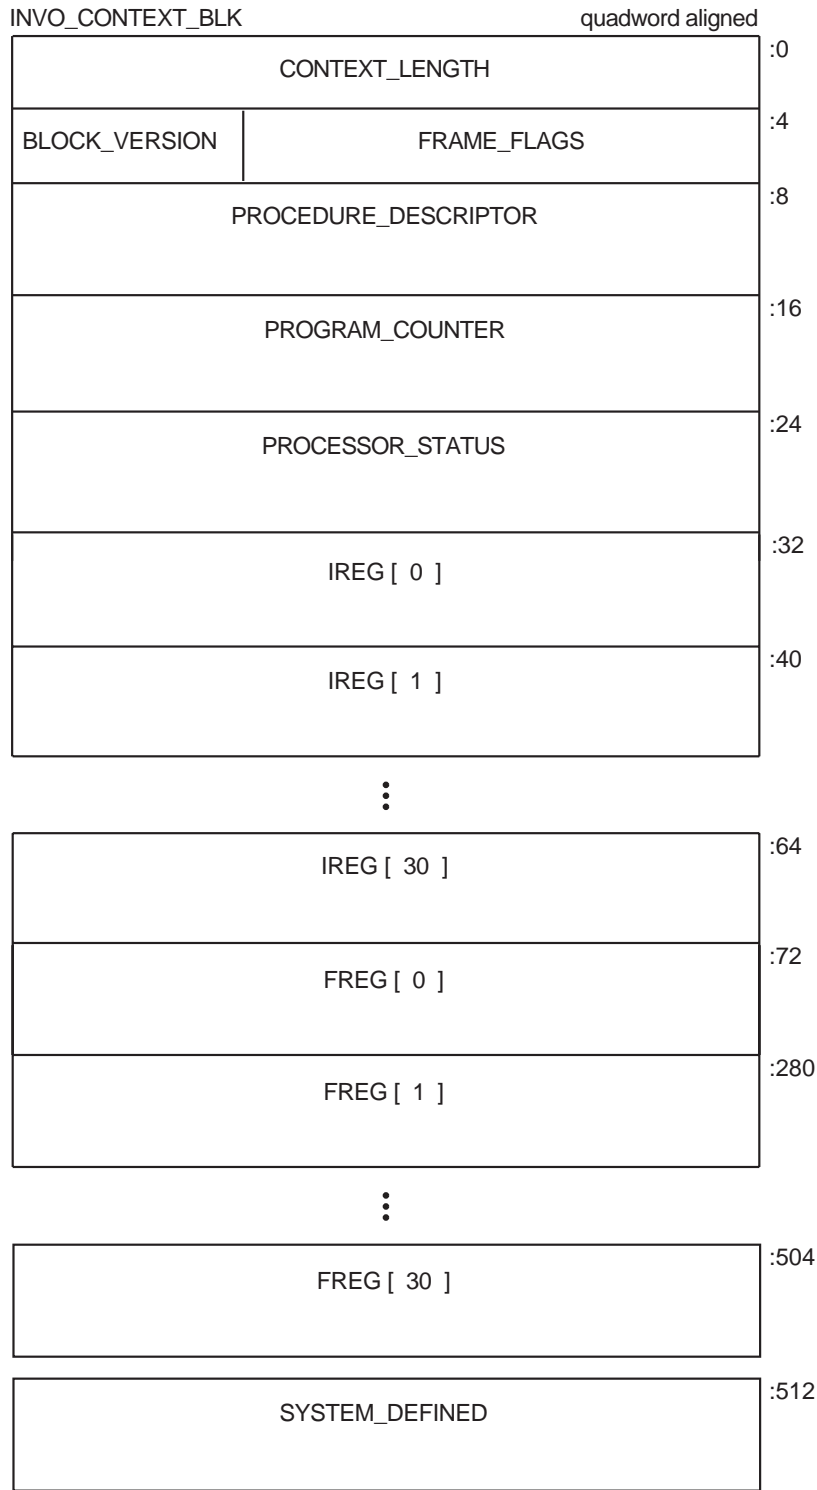 INVO_CONTEXT_BLK quadword aligned
:0
CONTEXT_LENGTH
:4
BLOCK_VERSION FRAME_FLAGS
:8
PROCEDURE_DESCRIPTOR
:16
PROGRAM_COUNTER
:24
PROCESSOR_STATUS
:32
IREG [ 0 ]
:40
IREG [ 1 ]
:64
IREG [ 30 ]
:72
FREG [ 0 ]
:280
FREG [ 1 ]
:504
FREG [ 30 ]
:512
SYSTEM_DEFINED